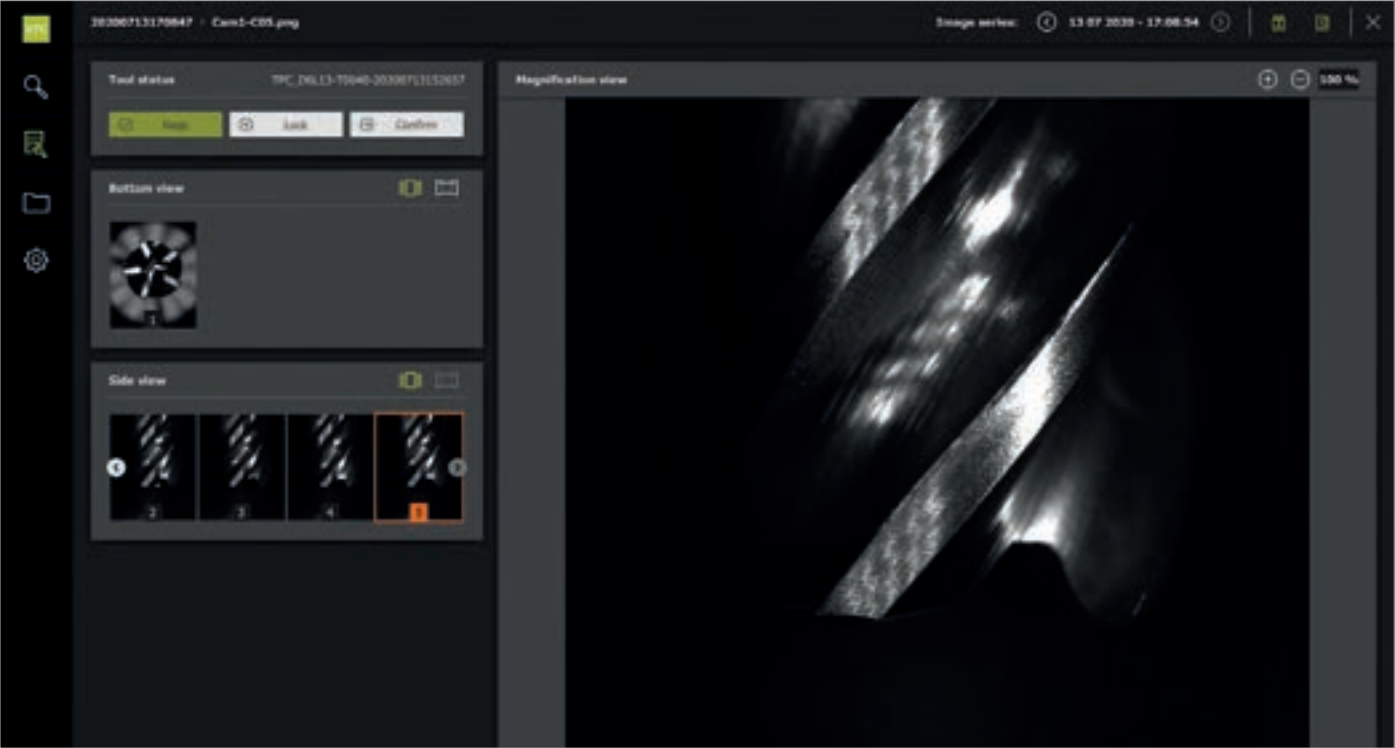 20200713170847 › Cam1-C05.png
Image series: 13 07 2020 - 17:08:54
Tool status
Lock
Confirm
Magnification view
100 %
Bottom view
1
Side view
2 3 4 5